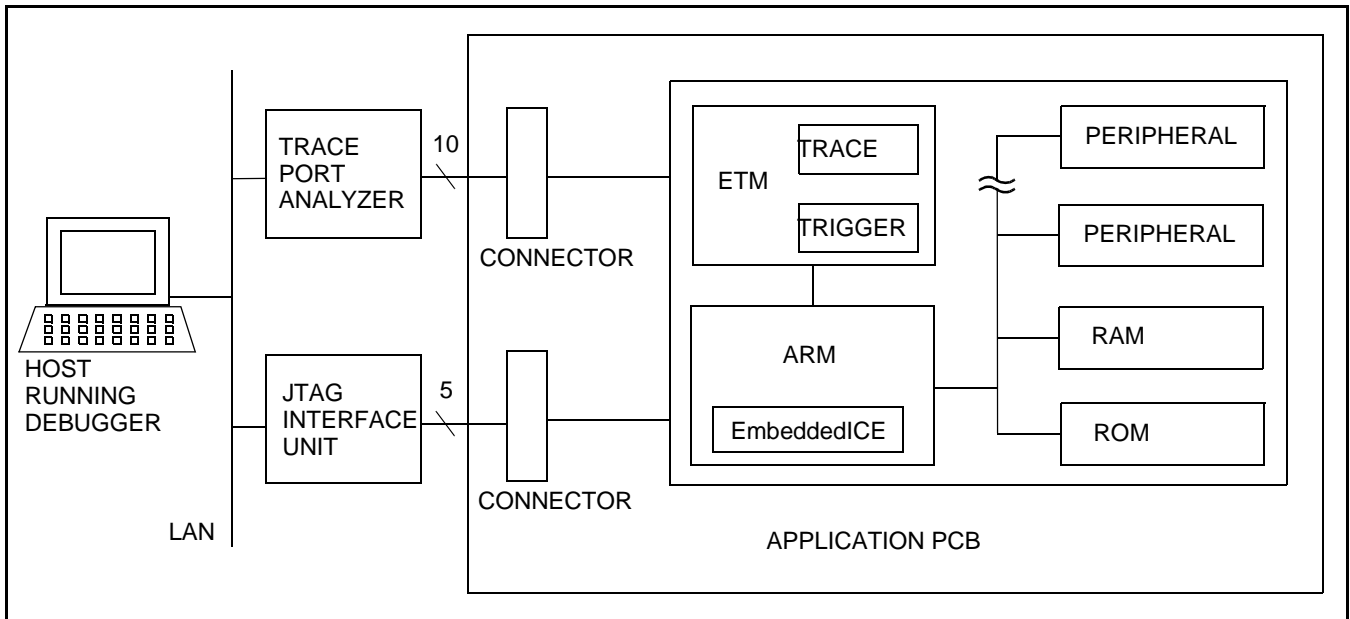 TRACE
PORT
ANALYZER
10
CONNECTOR
HOST
RUNNING
DEBUGGER
LAN
JTAG
INTERFACE
UNIT
5
CONNECTOR
ETM
TRACE
TRIGGER
ARM
EmbeddedICE
PERIPHERAL
PERIPHERAL
RAM
ROM
APPLICATION PCB